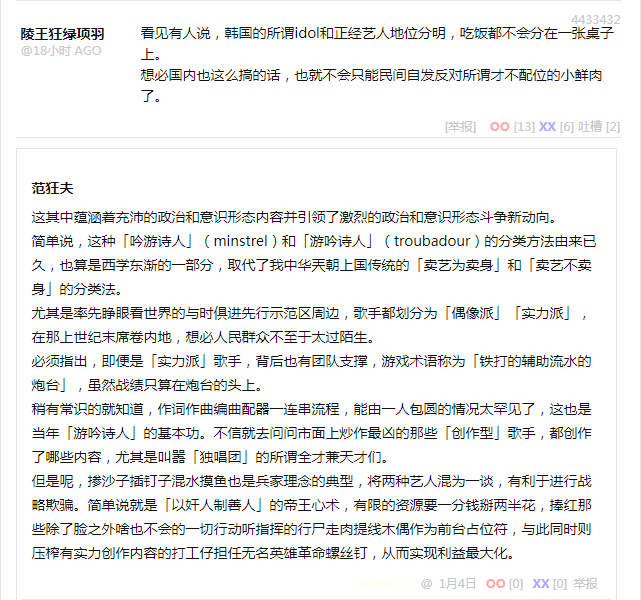 4433432
陵王狂绿项羽
@18小时 AGO
看见有人说，韩国的所谓idol和正经艺人地位分明，吃饭都不会分在一张桌子
上。
想必国内也这么搞的话，也就不会只能民间自发反对所谓才不配位的小鲜肉
了。
[举报] OO [13] XX [6] 吐槽 [2]
范狂夫
这其中蕴涵着充沛的政治和意识形态内容并引领了激烈的政治和意识形态斗争新动向。
简单说，这种「吟游诗人」（minstrel）和「游吟诗人」（troubadour）的分类方法由来已
久，也算是西学东渐的一部分，取代了我中华天朝上国传统的「卖艺为卖身」和「卖艺不卖
身」的分类法。
尤其是率先睁眼看世界的与时俱进先行示范区周边，歌手都划分为「偶像派」「实力派」，
在那上世纪末席卷内地，想必人民群众不至于太过陌生。
必须指出，即便是「实力派」歌手，背后也有团队支撑，游戏术语称为「铁打的辅助流水的
炮台」，虽然战绩只算在炮台的头上。
稍有常识的就知道，作词作曲编曲配器一连串流程，能由一人包圆的情况太罕见了，这也是
当年「游吟诗人」的基本功。不信就去问问市面上炒作最凶的那些「创作型」歌手，都创作
了哪些内容，尤其是叫嚣「独唱团」的所谓全才兼天才们。
但是呢，掺沙子插钉子混水摸鱼也是兵家理念的典型，将两种艺人混为一谈，有利于进行战
略欺骗。简单说就是「以奸人制善人」的帝王心术，有限的资源要一分钱掰两半花，捧红那
些除了脸之外啥也不会的一切行动听指挥的行尸走肉提线木偶作为前台占位符，与此同时则
压榨有实力创作内容的打工仔担任无名英雄革命螺丝钉，从而实现利益最大化。
@ 1月4日 OO [0] XX [0] 举报